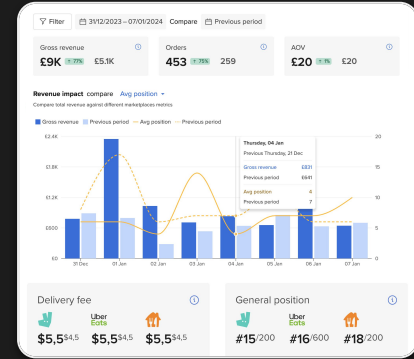 Filter 31/12/2023 – 07/01/2024 Compare Previous period
Gross revenue Orders AOV
£9K 77% £5.1K 453 75% 259 £20 1% £20
Revenue impact compare Avg position
Compare total revenue against different marketplaces metrics
Gross revenue Previous period Avg position Previous period
£2.4K 20
£1.8K 15
£1.2K 10
£600 5
£0 0
31 Dec 01 Jan 02 Jan 03 Jan 04 Jan 05 Jan 06 Jan 07 Jan
Thursday, 04 Jan
Previous Thursday, 21 Dec
Gross revenue £831
Previous period £641
Avg position 4
Previous period 7
Delivery fee General position
Uber Eats Uber Eats
$5,5$4,5 $5,5$4,5 $5,5$4,5 #15/200 #16/600 #18/200